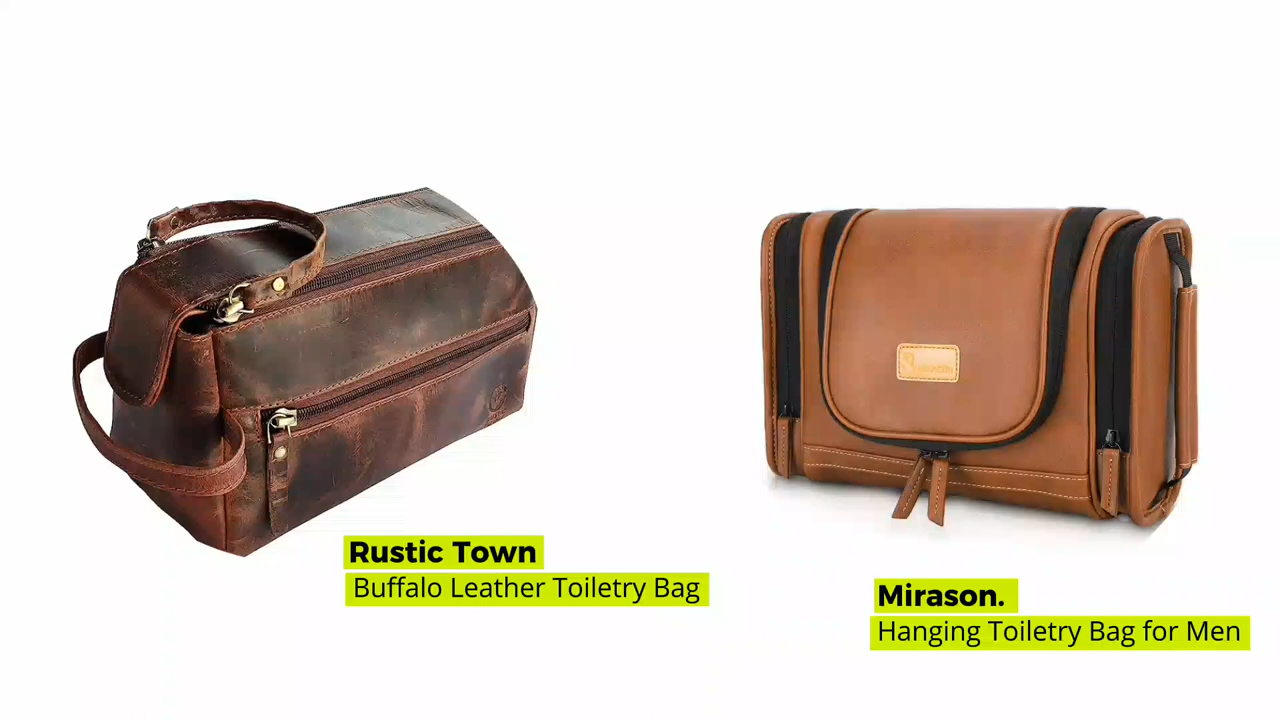 Rustic Town
Buffalo Leather Toiletry Bag
Mirason.
Hanging Toiletry Bag for Men